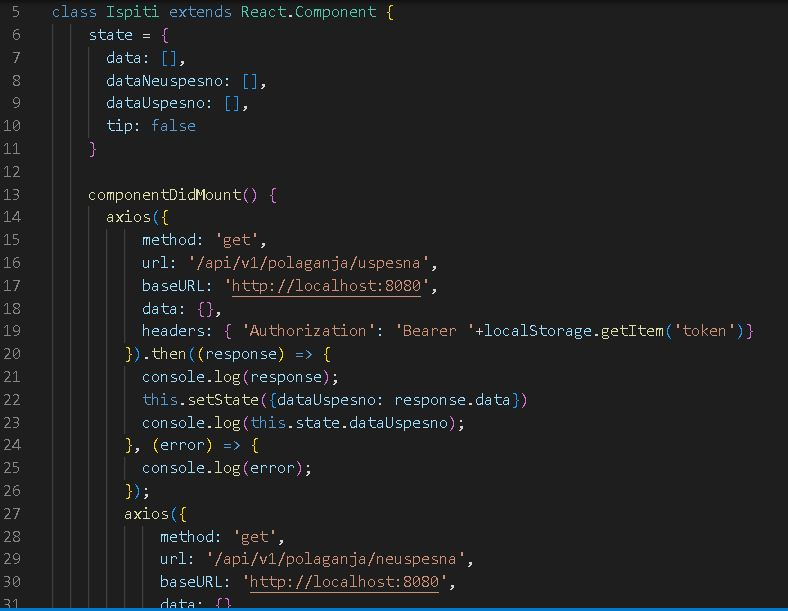 5 class Ispiti extends React.Component {
6 state = {
7 data: [],
8 dataNeuspesno: [],
9 dataUspesno: [],
10 tip: false
11 }
12
13 componentDidMount() {
14 axios({
15 method: 'get',
16 url: '/api/v1/polaganja/uspesna',
17 baseURL: 'http://localhost:8080',
18 data: {},
19 headers: { 'Authorization': 'Bearer '+localStorage.getItem('token')}
20 }).then((response) => {
21 console.log(response);
22 this.setState({dataUspesno: response.data})
23 console.log(this.state.dataUspesno);
24 }, (error) => {
25 console.log(error);
26 });
27 axios({
28 method: 'get',
29 url: '/api/v1/polaganja/neuspesna',
30 baseURL: 'http://localhost:8080',
31 data: {}